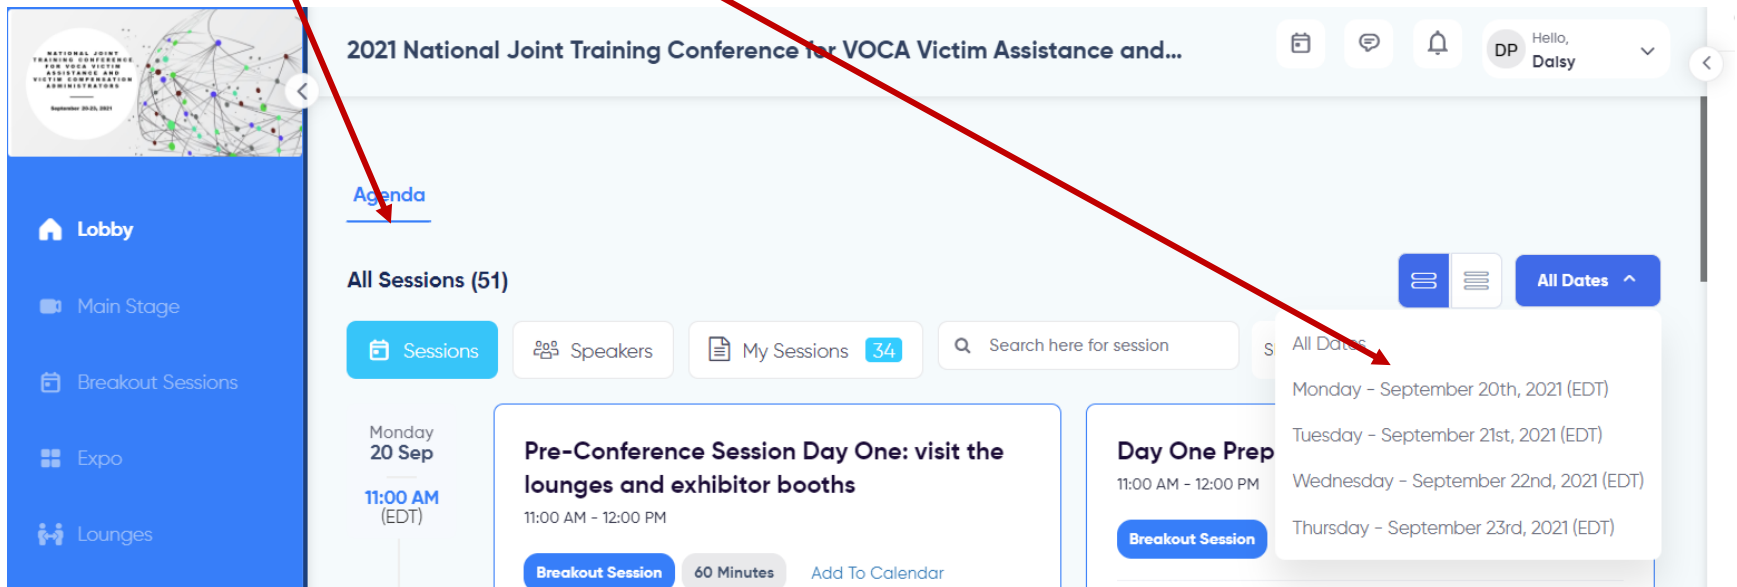 NATIONAL JOINT
TRAINING CONFERENCE
FOR VOCA VICTIM
ASSISTANCE AND
VICTIM COMPENSATION
ADMINISTRATORS
September 20-23, 2021
2021 National Joint Training Conference for VOCA Victim Assistance and...
DP
Hello,
Daisy
Lobby
Main Stage
Breakout Sessions
Expo
Lounges
Agenda
All Sessions (51)
All Dates
Sessions
Speakers
My Sessions 34
Search here for session
All Dates
Monday - September 20th, 2021 (EDT)
Tuesday - September 21st, 2021 (EDT)
Wednesday - September 22nd, 2021 (EDT)
Thursday - September 23rd, 2021 (EDT)
Monday
20 Sep
11:00 AM
(EDT)
Pre-Conference Session Day One: visit the
lounges and exhibitor booths
11:00 AM - 12:00 PM
Breakout Session 60 Minutes Add To Calendar
Day One Prep
11:00 AM - 12:00 PM
Breakout Session